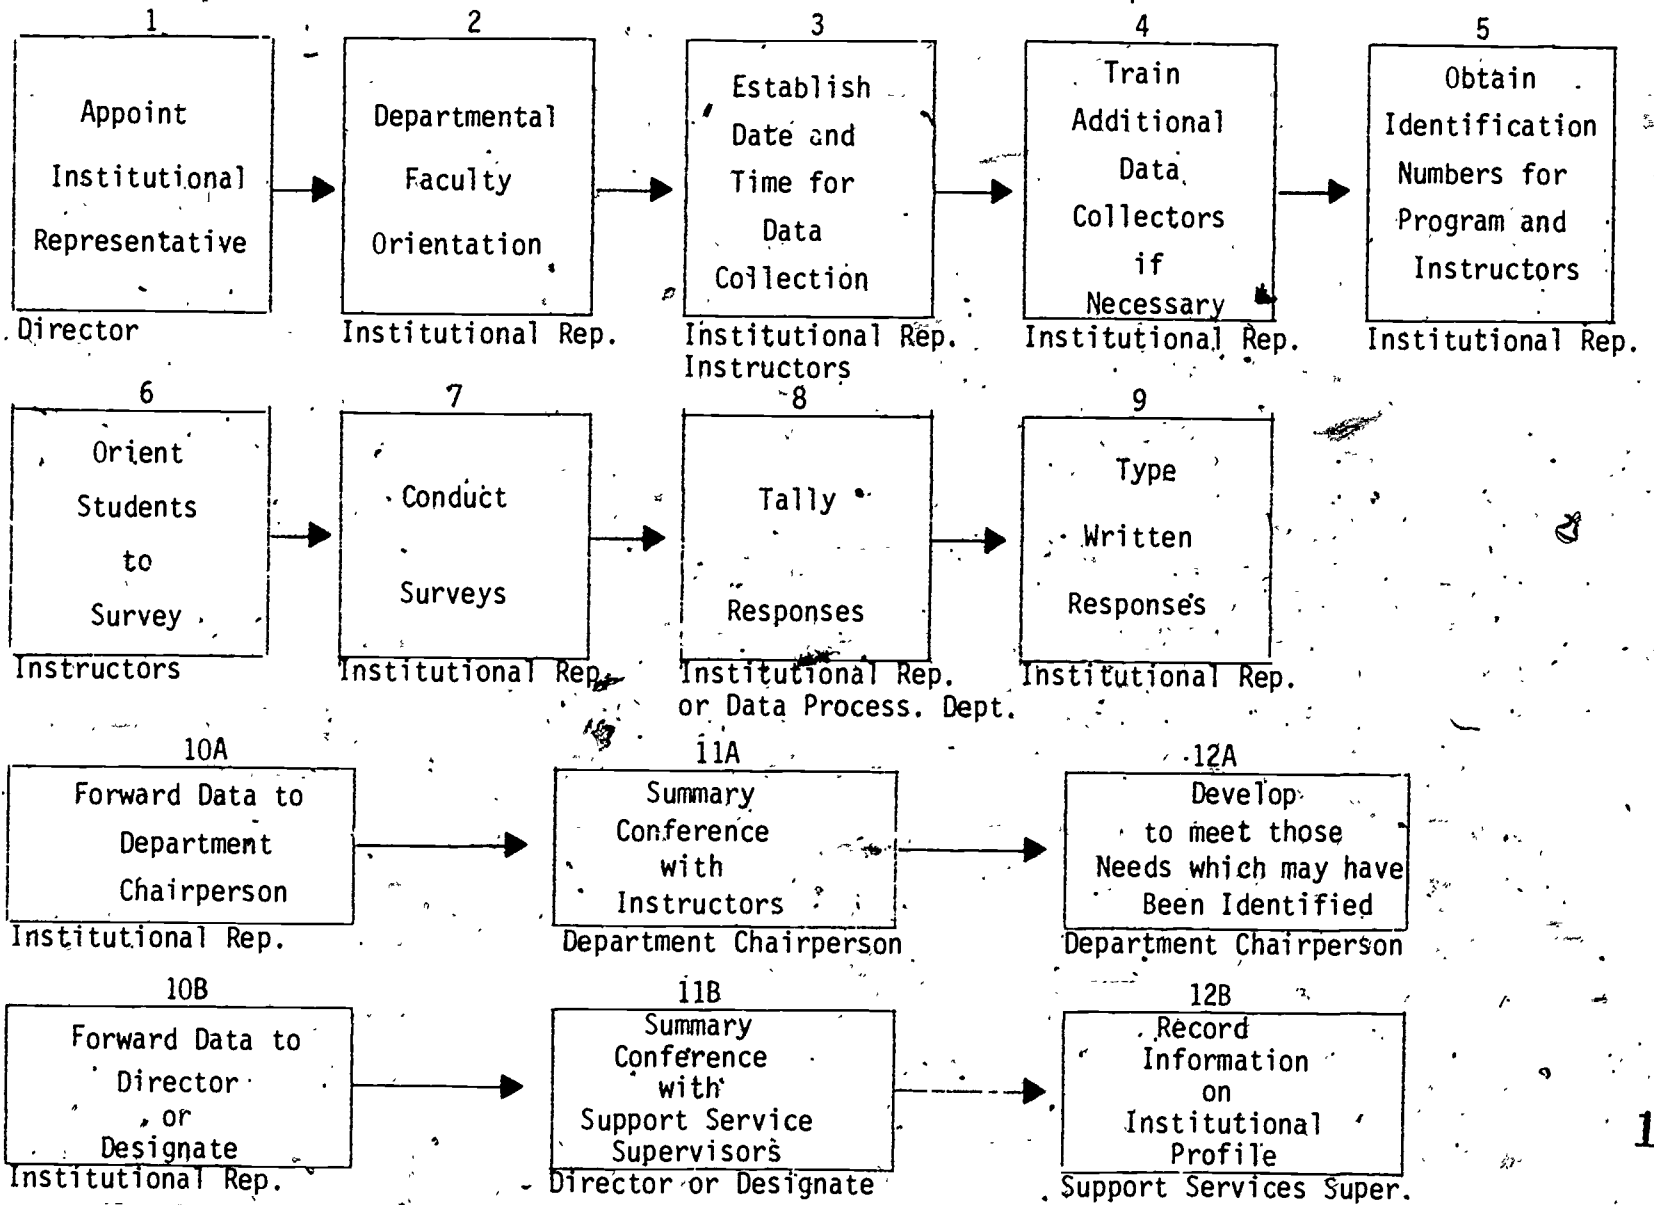 1
Appoint
Institutional
Representative
Director
2
Departmental
Faculty
Orientation
Institutional Rep.
3
Establish
Date and
Time for
Data
Collection
Institutional Rep.
Instructors
4
Train
Additional
Data
Collectors
if
Necessary
Institutional Rep.
5
Obtain
Identification
Numbers for
Program and
Instructors
Institutional Rep.
6
Orient
Students
to
Survey
Instructors
7
Conduct
Surveys
Institutional Rep.
8
Tally
Responses
Institutional Rep.
or Data Process. Dept.
9
Type
Written
Responses
Institutional Rep.
10A
Forward Data to
Department
Chairperson
Institutional Rep.
11A
Summary
Conference
with
Instructors
Department Chairperson
12A
Develop
to meet those
Needs which may have
Been Identified
Department Chairperson
10B
Forward Data to
Director
or
Designate
Institutional Rep.
11B
Summary
Conference
with
Support Service
Supervisors
Director or Designate
12B
Record
Information
on
Institutional
Profile
Support Services Super.
1